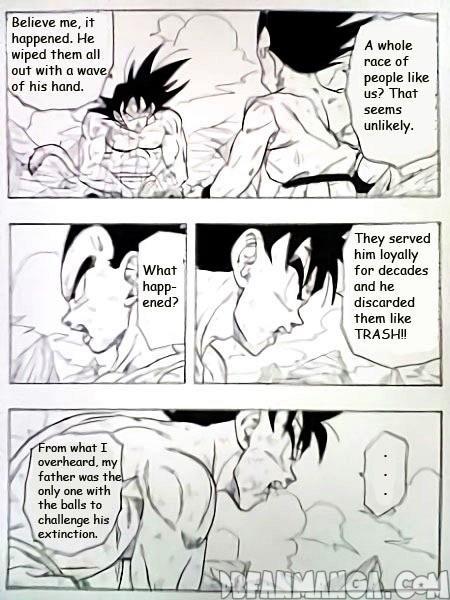 Believe me, it
happened. He
wiped them all
out with a wave
of his hand.
A whole
race of
people like
us? That
seems
unlikely.
What
happ-
ened?
They served
him loyally
for decades
and he
discarded
them like
TRASH!!
From what I
overheard, my
father was the
only one with
the balls to
challenge his
extinction.
.
.
.
DBFANMANGA.COM